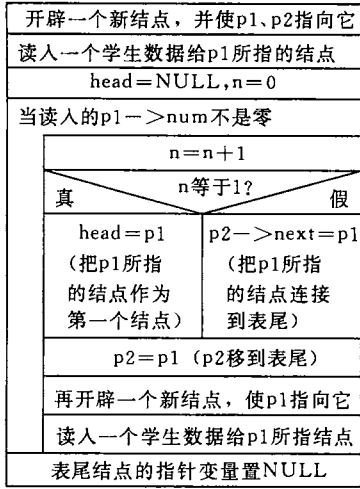 开辟一个新结点，并使p1、p2指向它
读入一个学生数据给p1所指的结点
head=NULL,n=0
当读入的p1->num不是零
n=n+1
n等于1?
真
假
head=p1
(把p1所指
的结点作为
第一个结点)
p2->next=p1
(把p1所指
的结点连接
到表尾)
p2=p1 (p2移到表尾)
再开辟一个新结点，使p1指向它
读入一个学生数据给p1所指结点
表尾结点的指针变量置NULL